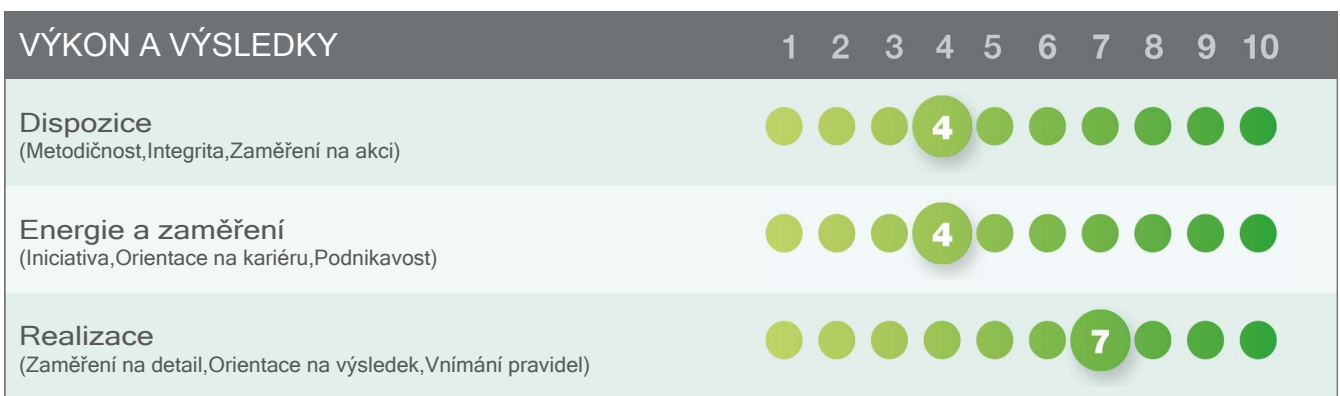 VÝKON A VÝSLEDKY 1 2 3 4 5 6 7 8 9 10
Dispozice
(Metodičnost,Integrita,Zaměření na akci)
4
Energie a zaměření
(Iniciativa,Orientace na kariéru,Podnikavost)
4
Realizace
(Zaměření na detail,Orientace na výsledek,Vnímání pravidel)
7